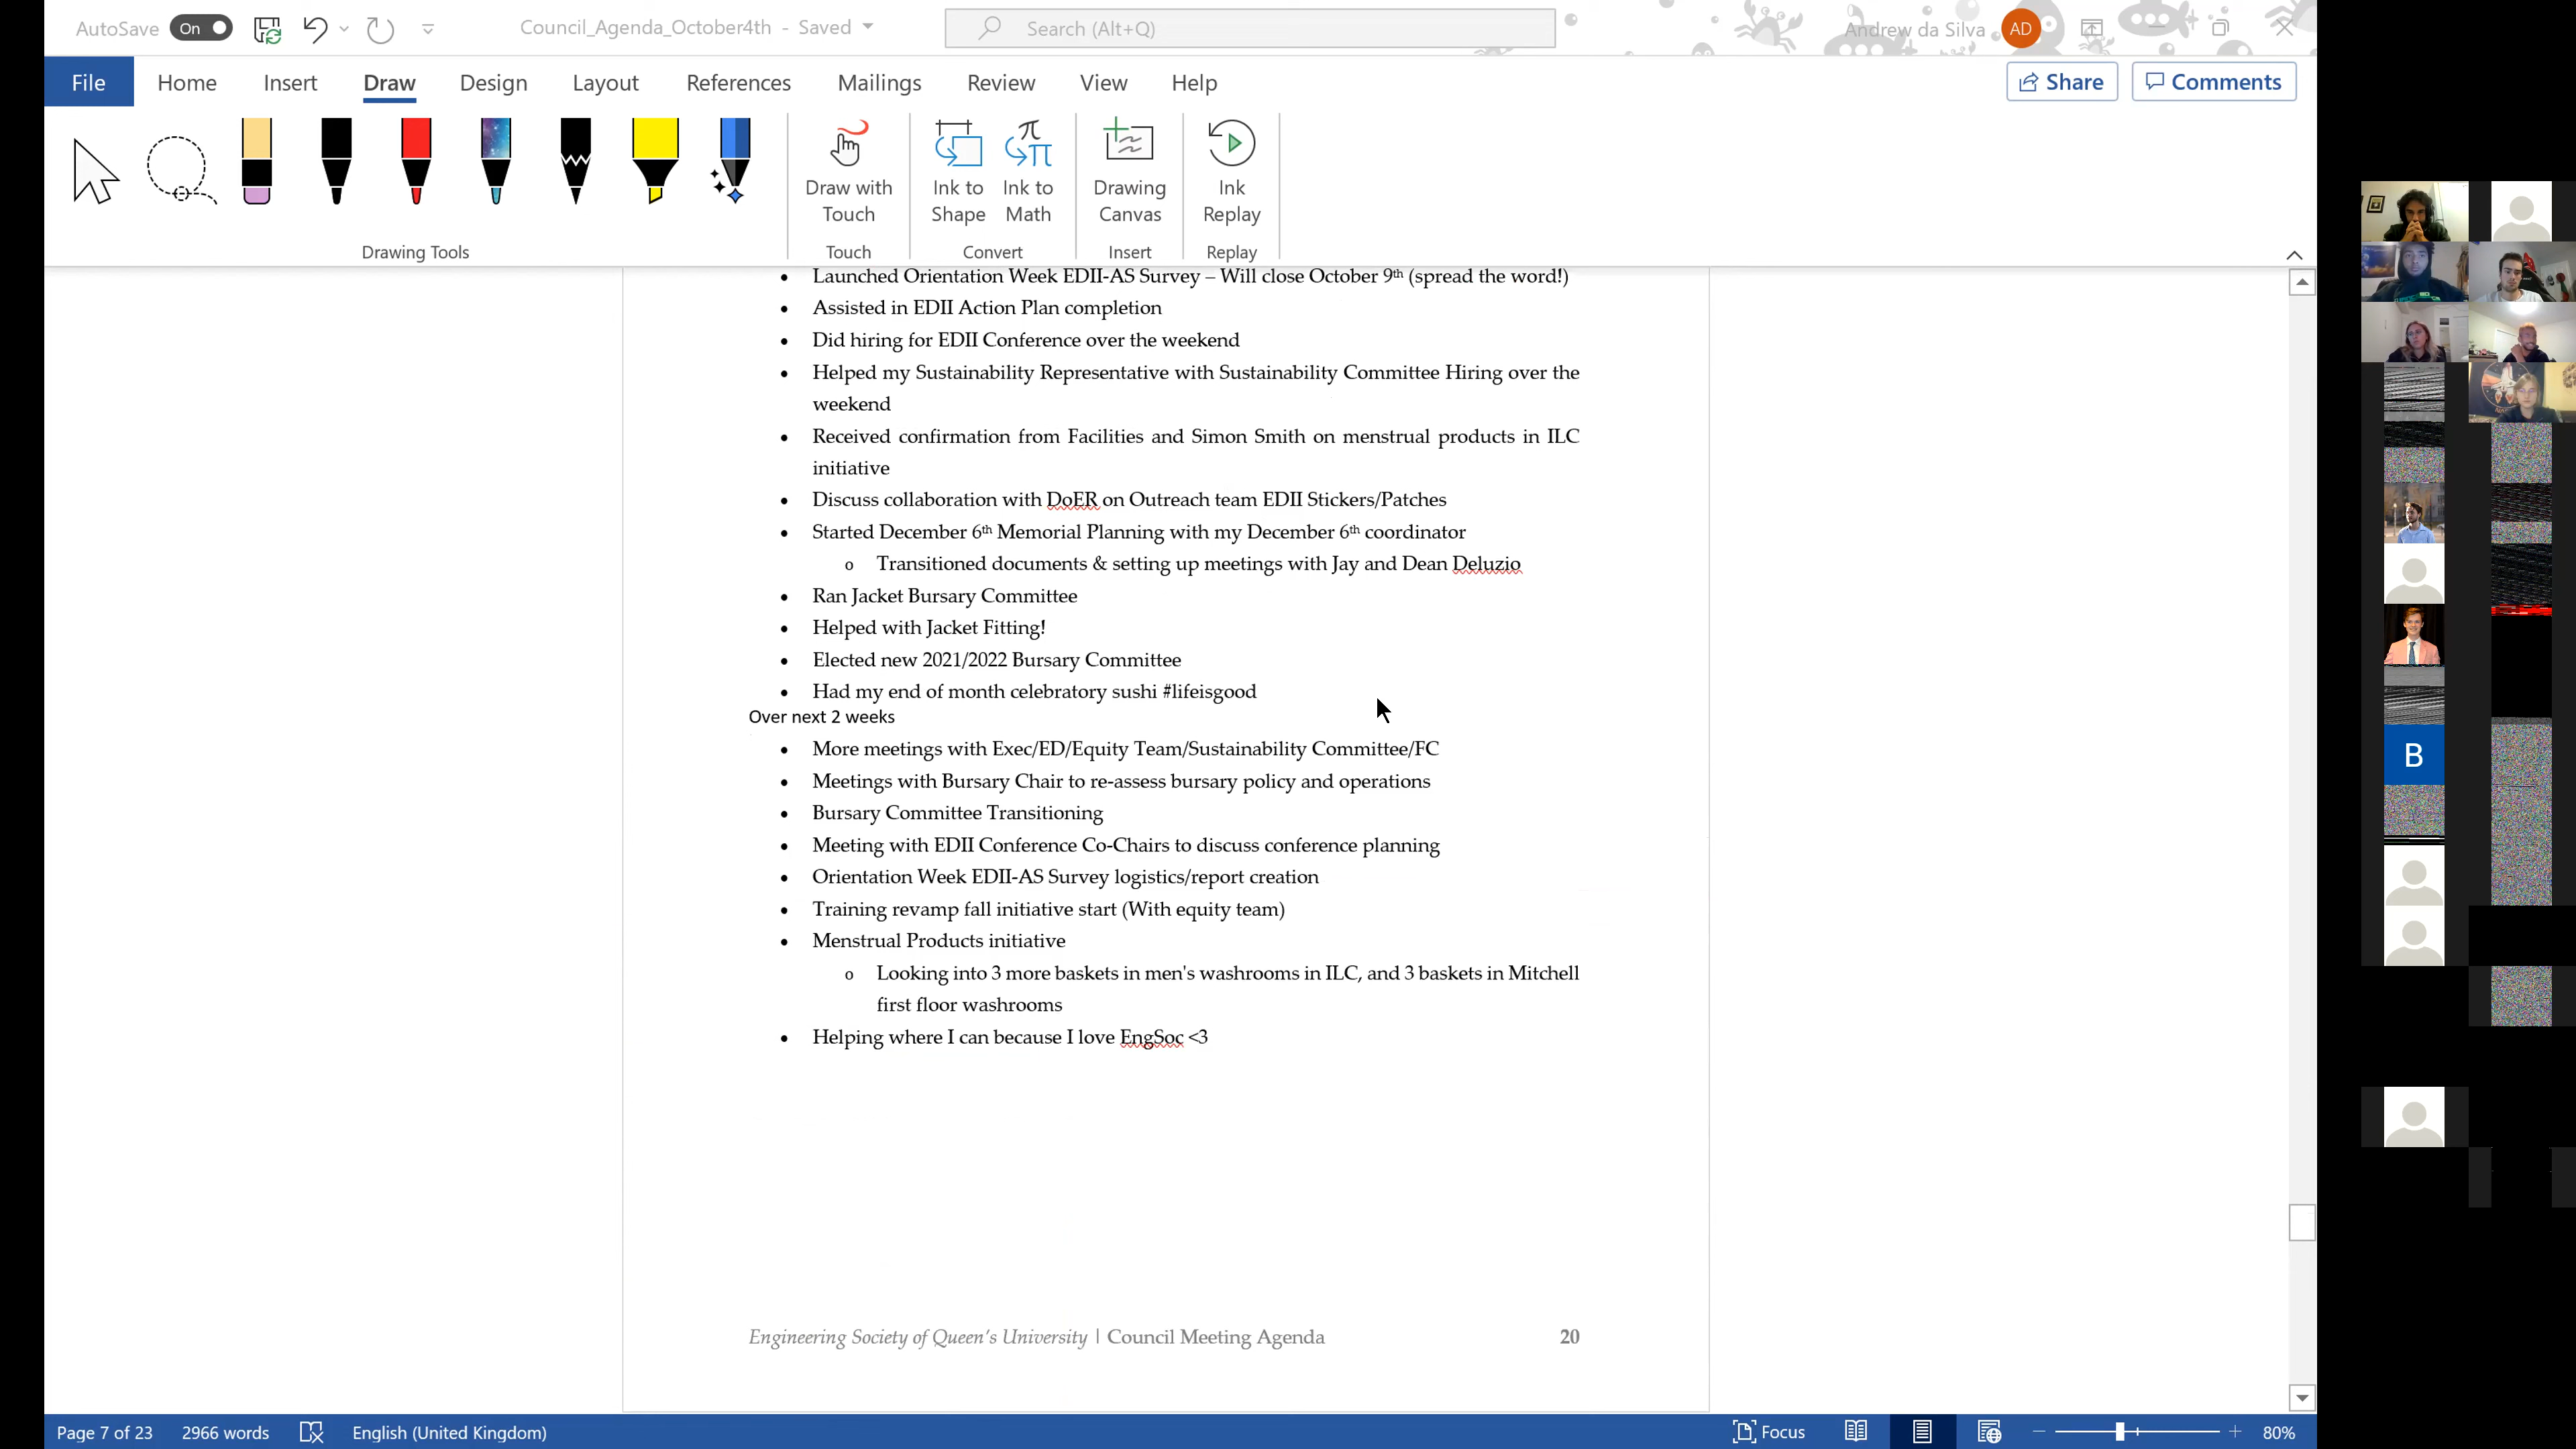 AutoSave On Council_Agenda_October4th - Saved Search (Alt+Q) Andrew da Silva AD
File Home Insert Draw Design Layout References Mailings Review View Help Share Comments
Draw with Touch
Ink to Shape
Ink to Math
Drawing Canvas
Ink Replay
Drawing Tools Touch Convert Insert Replay
• Launched Orientation Week EDII-AS Survey – Will close October 9th (spread the word!)
• Assisted in EDII Action Plan completion
• Did hiring for EDII Conference over the weekend
• Helped my Sustainability Representative with Sustainability Committee Hiring over the
weekend
• Received confirmation from Facilities and Simon Smith on menstrual products in ILC
initiative
• Discuss collaboration with DoER on Outreach team EDII Stickers/Patches
• Started December 6th Memorial Planning with my December 6th coordinator
o Transitioned documents & setting up meetings with Jay and Dean Deluzio
• Ran Jacket Bursary Committee
• Helped with Jacket Fitting!
• Elected new 2021/2022 Bursary Committee
• Had my end of month celebratory sushi #lifeisgood
Over next 2 weeks
• More meetings with Exec/ED/Equity Team/Sustainability Committee/FC
• Meetings with Bursary Chair to re-assess bursary policy and operations
• Bursary Committee Transitioning
• Meeting with EDII Conference Co-Chairs to discuss conference planning
• Orientation Week EDII-AS Survey logistics/report creation
• Training revamp fall initiative start (With equity team)
• Menstrual Products initiative
o Looking into 3 more baskets in men's washrooms in ILC, and 3 baskets in Mitchell
first floor washrooms
• Helping where I can because I love EngSoc <3
Engineering Society of Queen's University | Council Meeting Agenda 20
Page 7 of 23 2966 words English (United Kingdom) Focus 80%
B